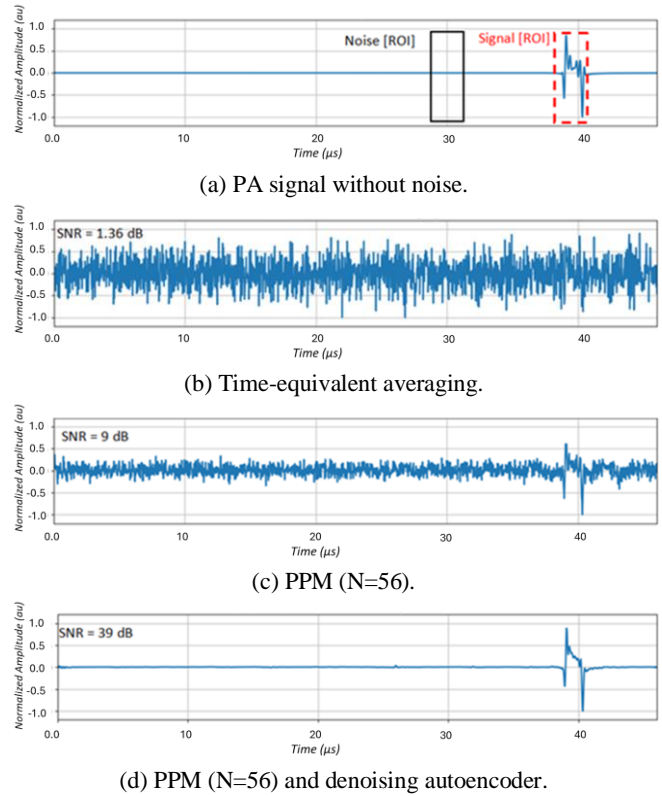 Normalized Amplitude (au)
1.0
0.5
0.0
-0.5
-1.0
Noise [ROI]
Signal [ROI]
0.0 10 20 30 40
Time (µs)
(a) PA signal without noise.
Normalized Amplitude (au)
1.0
0.5
0.0
-0.5
-1.0
SNR = 1.36 dB
0.0 10 20 30 40
Time (µs)
(b) Time-equivalent averaging.
Normalized Amplitude (au)
1.0
0.5
0.0
-0.5
-1.0
SNR = 9 dB
0.0 10 20 30 40
Time (µs)
(c) PPM (N=56).
Normalized Amplitude (au)
1.0
0.5
0.0
-0.5
-1.0
SNR = 39 dB
0.0 10 20 30 40
Time (µs)
(d) PPM (N=56) and denoising autoencoder.